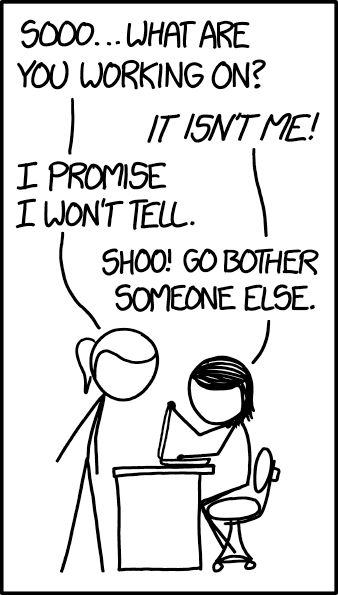 SOOO...WHAT ARE
YOU WORKING ON?
IT ISN'T ME!
I PROMISE
I WON'T TELL.
SHOO! GO BOTHER
SOMEONE ELSE.